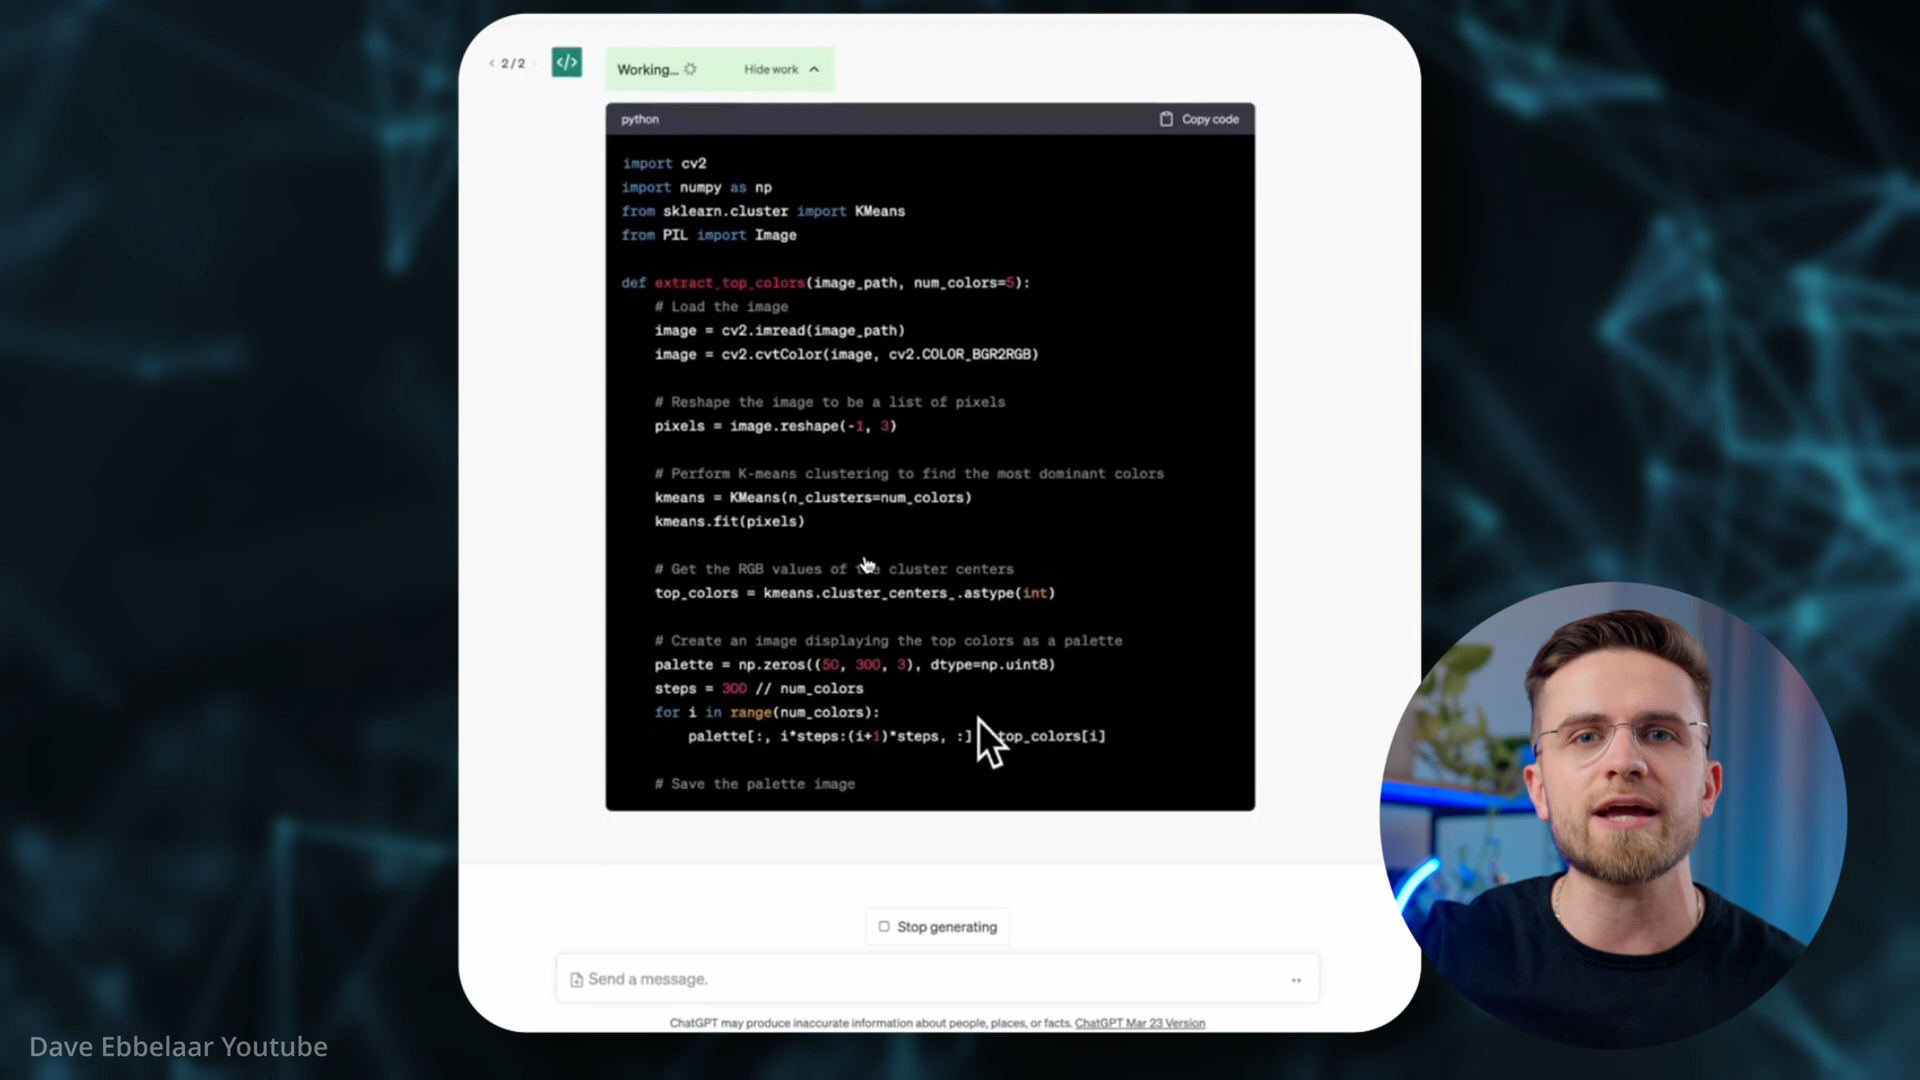 < 2/2
</>
Working...
Hide work
python
Copy code
import cv2
import numpy as np
from sklearn.cluster import KMeans
from PIL import Image
def extract_top_colors(image_path, num_colors=5):
# Load the image
image = cv2.imread(image_path)
image = cv2.cvtColor(image, cv2.COLOR_BGR2RGB)
# Reshape the image to be a list of pixels
pixels = image.reshape(-1, 3)
# Perform K-means clustering to find the most dominant colors
kmeans = KMeans(n_clusters=num_colors)
kmeans.fit(pixels)
# Get the RGB values of cluster centers
top_colors = kmeans.cluster_centers_.astype(int)
# Create an image displaying the top colors as a palette
palette = np.zeros((50, 300, 3), dtype=np.uint8)
steps = 300 // num_colors
for i in range(num_colors):
palette[:, i*steps:(i+1)*steps, :] top_colors[i]
# Save the palette image
Stop generating
Send a message.
ChatGPT may produce inaccurate information about people, places, or facts. ChatGPT Mar 23 Version
Dave Ebbelaar Youtube